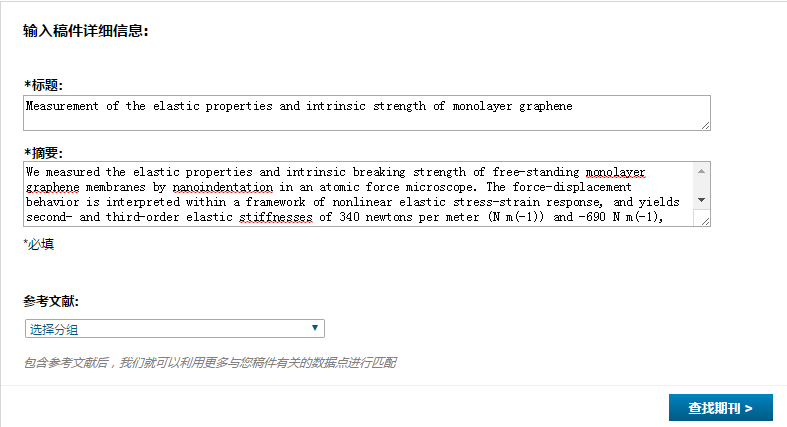 输入稿件详细信息:
*标题:
Measurement of the elastic properties and intrinsic strength of monolayer graphene
*摘要:
We measured the elastic properties and intrinsic breaking strength of free-standing monolayer
graphene membranes by nanoindentation in an atomic force microscope. The force-displacement
behavior is interpreted within a framework of nonlinear elastic stress-strain response, and yields
second- and third-order elastic stiffnesses of 340 newtons per meter (N m(-1)) and -690 N m(-1),
*必填
参考文献:
选择分组
包含参考文献后，我们就可以利用更多与您稿件有关的数据点进行匹配
查找期刊 >